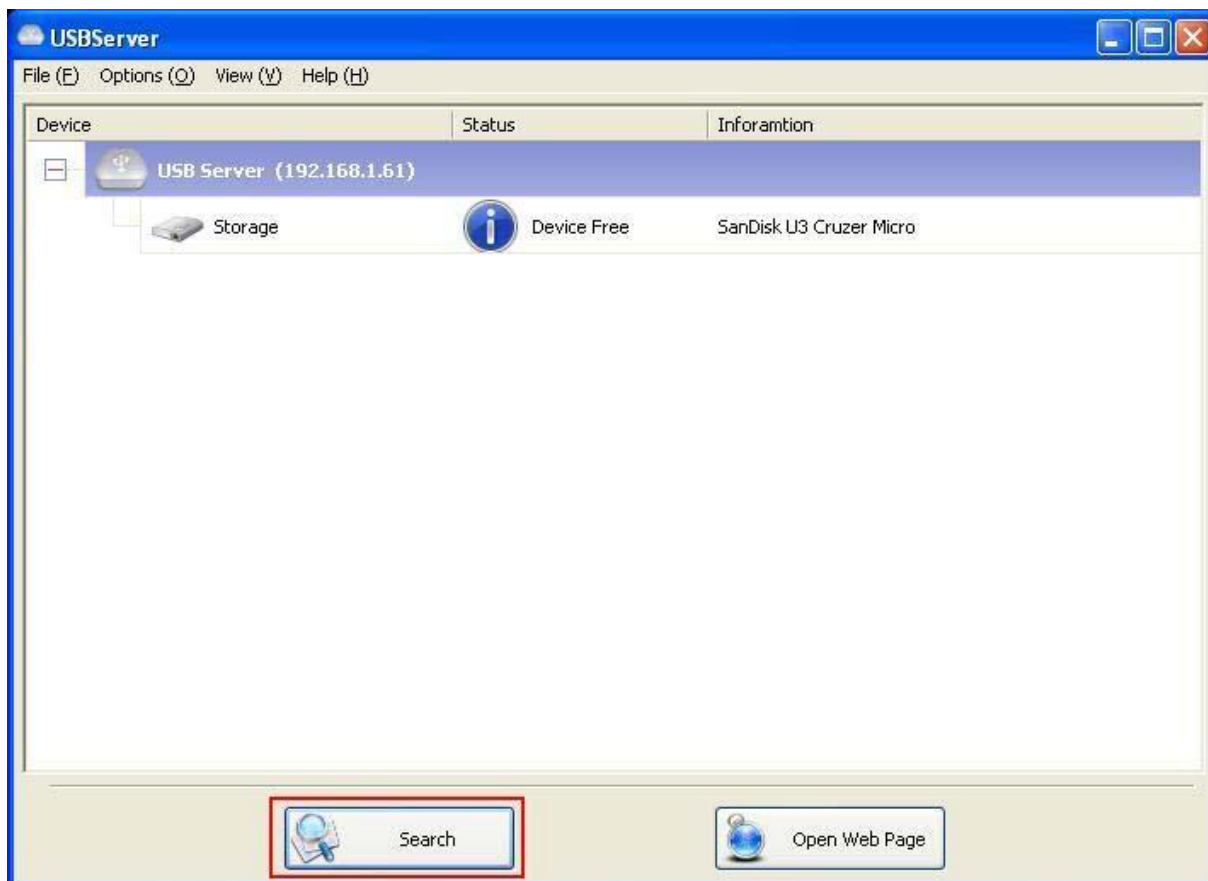 USBServer
File (F) Options (O) View (V) Help (H)
Device Status Inforamtion
USB Server (192.168.1.61)
Storage Device Free SanDisk U3 Cruzer Micro
Search Open Web Page